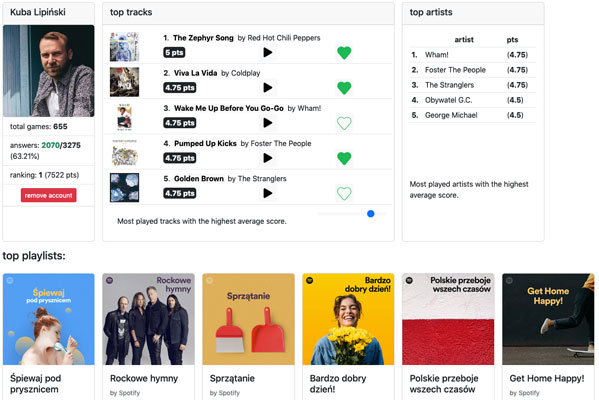 Kuba Lipiński
total games: 655
answers: 2070/3275
(63.21%)
ranking: 1 (7522 pts)
remove account
top tracks
1. The Zephyr Song by Red Hot Chili Peppers
5 pts
2. Viva La Vida by Coldplay
4.75 pts
3. Wake Me Up Before You Go-Go by Wham!
4.75 pts
4. Pumped Up Kicks by Foster The People
4.75 pts
5. Golden Brown by The Stranglers
4.75 pts
Most played tracks with the highest average score.
top artists
artist pts
1. Wham! (4.75)
2. Foster The People (4.75)
3. The Stranglers (4.75)
4. Obywatel G.C. (4.5)
5. George Michael (4.5)
Most played artists with the highest
average score.
top playlists:
Śpiewaj
pod prysznicem
Śpiewaj pod
prysznicem
Rockowe
hymny
Rockowe hymny
by Spotify
Sprzątanie
Sprzątanie
by Spotify
Bardzo
dobry dzień!
Bardzo
dobry dzień!
Polskie przeboje
wszech czasów
Polskie przeboje
wszech czasów
Get Home
Happy!
Get Home Happy!
by Spotify